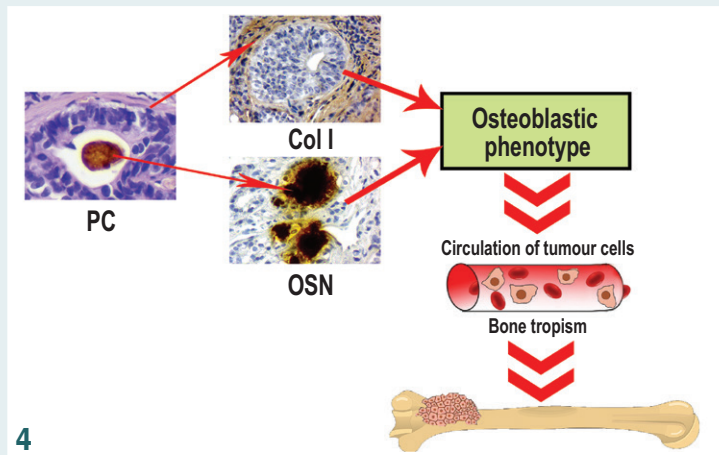 Col I
PC
OSN
Osteoblastic
phenotype
Circulation of tumour cells
Bone tropism
4